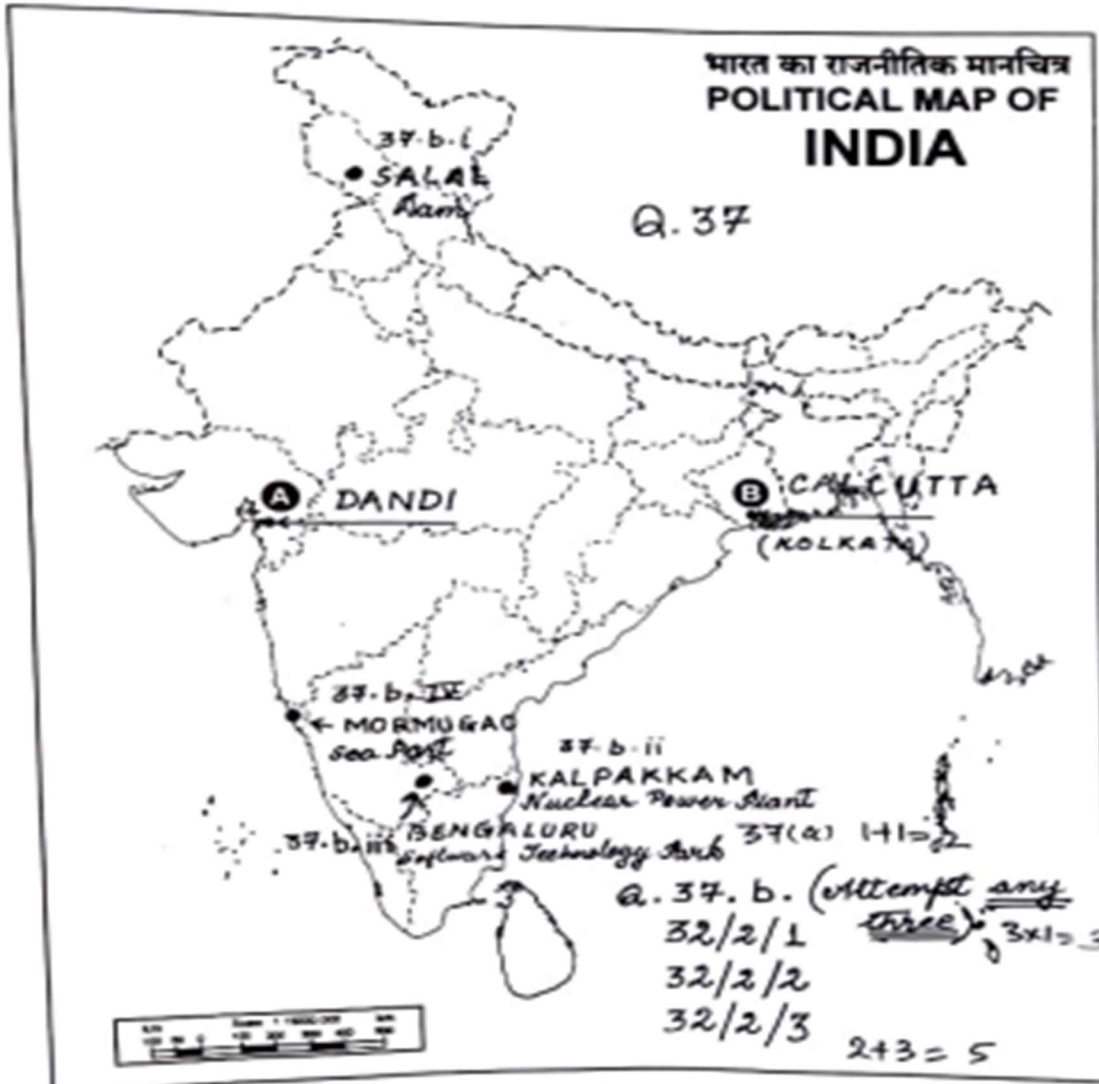 भारत का राजनीतिक मानचित्र
POLITICAL MAP OF
INDIA
37-b-i
SALAL
Dam
Q.37
A DANDI
B CALCUTTA
(KOLKATA)
37-b-IV
← MORMUGAO
Sea Port
37-b-ii
KALPAKKAM
Nuclear Power Plant
37-b-iii BENGALURU
Software Technology Park
37(a) 1+1=2
Q.37.b. (Attempt any
three) 3x1=3
32/2/1
32/2/2
32/2/3
2+3=5
Km
Scale